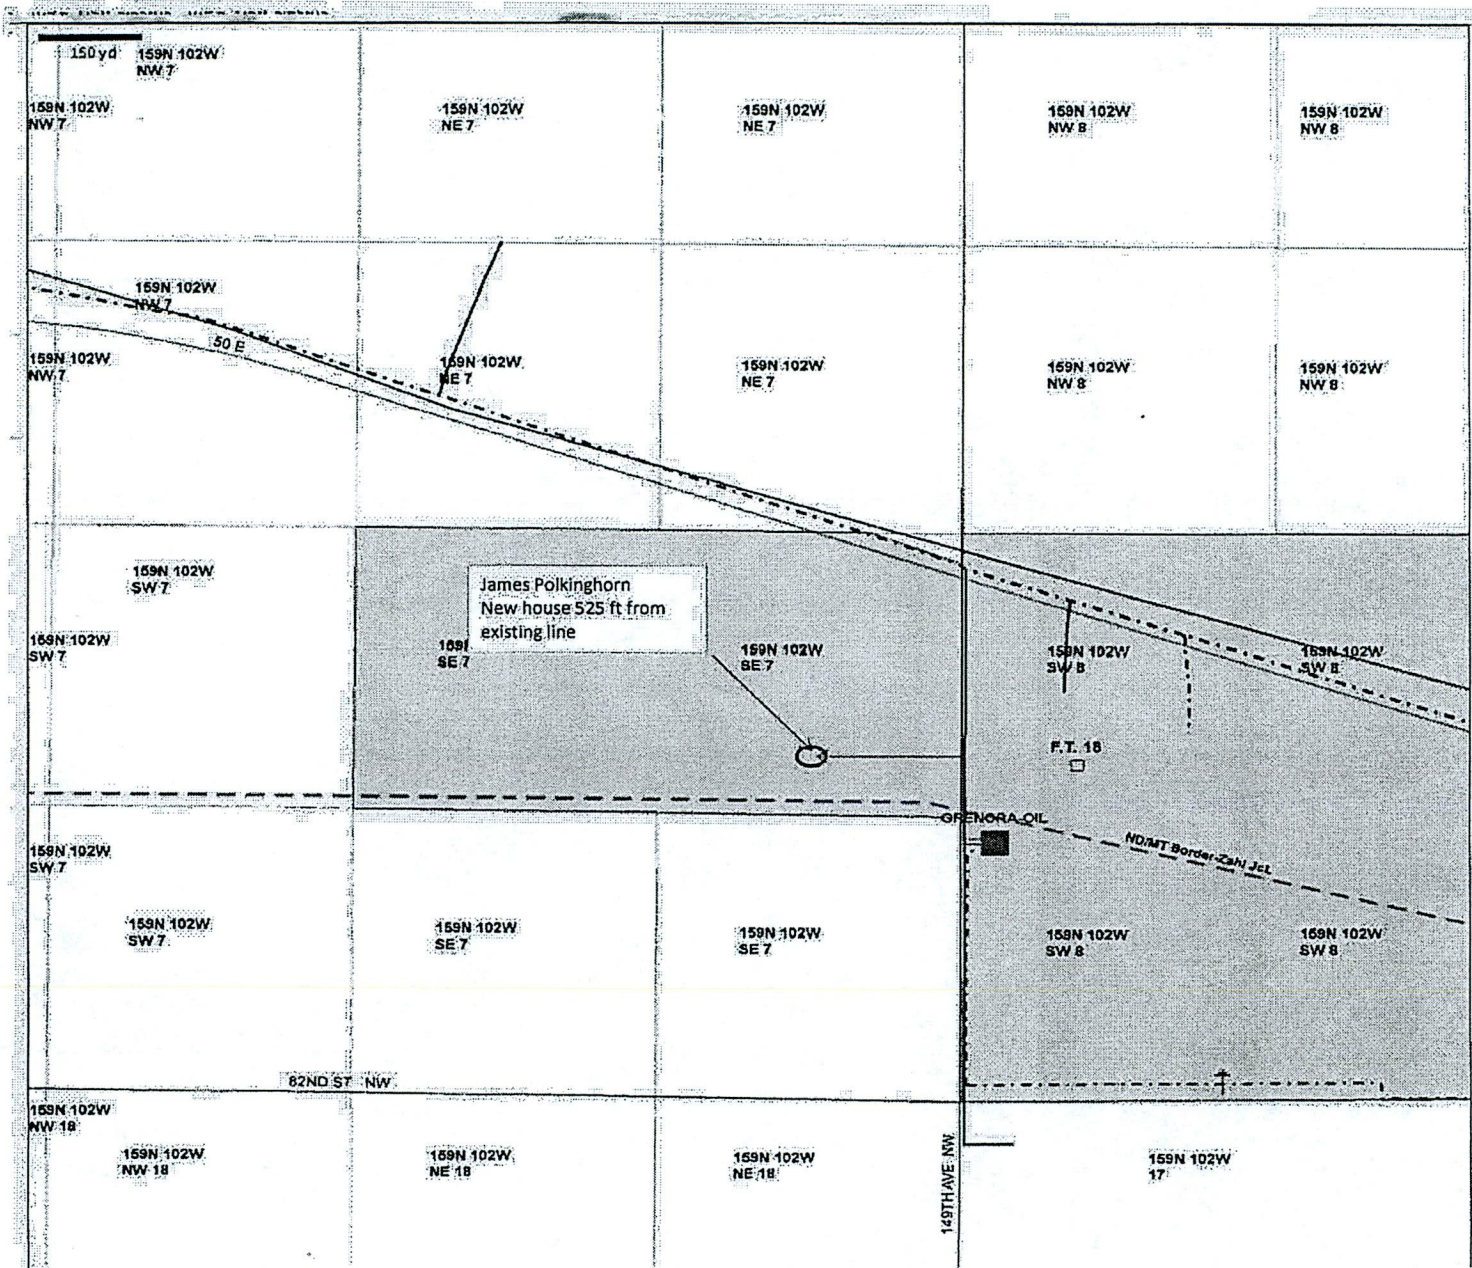 150 yd
159N 102W
NW 7
159N 102W
NW 7
159N 102W
NE 7
159N 102W
NE 7
159N 102W
NW 8
159N 102W
NW 8
159N 102W
NW 7
50 E
159N 102W
NW 7
159N 102W
NE 7
159N 102W
NE 7
159N 102W
NW 8
159N 102W
NW 8
159N 102W
SW 7
James Polkinghorn
New house 525 ft from
existing line
159N 102W
SW 7
159N
SE 7
159N 102W
SE 7
159N 102W
SW 8
159N 102W
SW 8
F.T. 18
GRENORA OIL
ND/MT Border-Zahl Jct.
159N 102W
SW 7
159N 102W
SW 7
159N 102W
SE 7
159N 102W
SE 7
159N 102W
SW 8
159N 102W
SW 8
82ND ST NW
159N 102W
NW 18
159N 102W
NW 18
159N 102W
NE 18
159N 102W
NE 18
149TH AVE NW
159N 102W
17